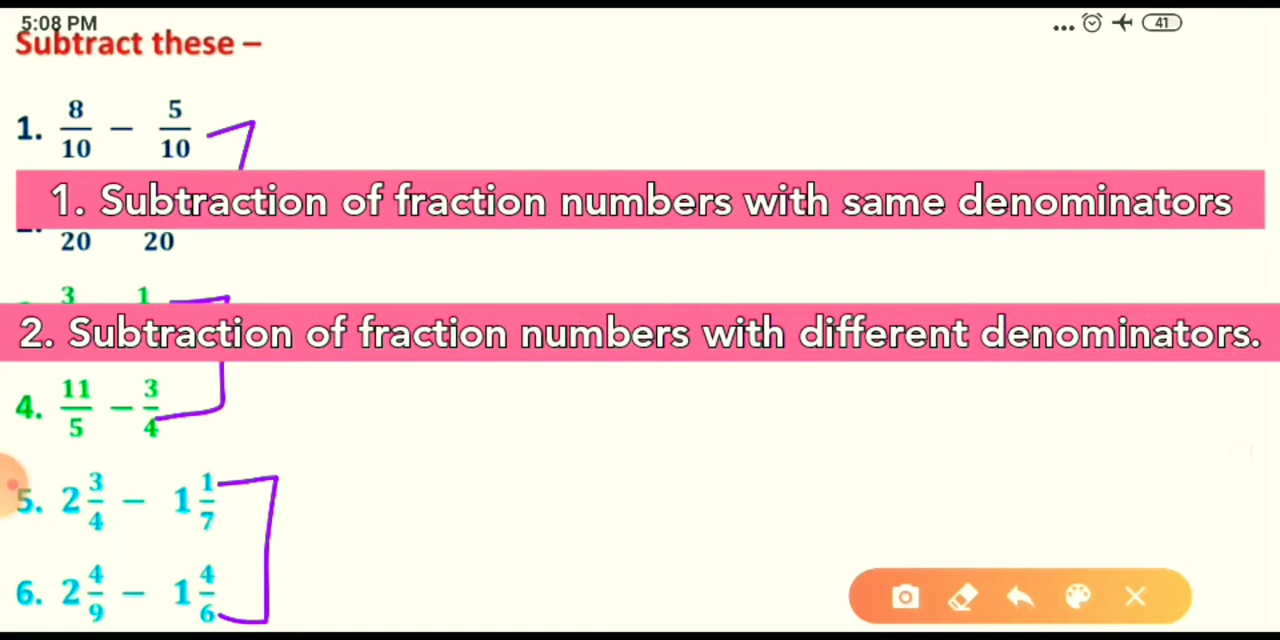 5:08 PM
... 41
Subtract these –
1. 8/10 – 5/10
1. Subtraction of fraction numbers with same denominators
20 20
3 1
2. Subtraction of fraction numbers with different denominators.
4. 11/5 – 3/4
5. 2 3/4 – 1 1/7
6. 2 4/9 – 1 4/6